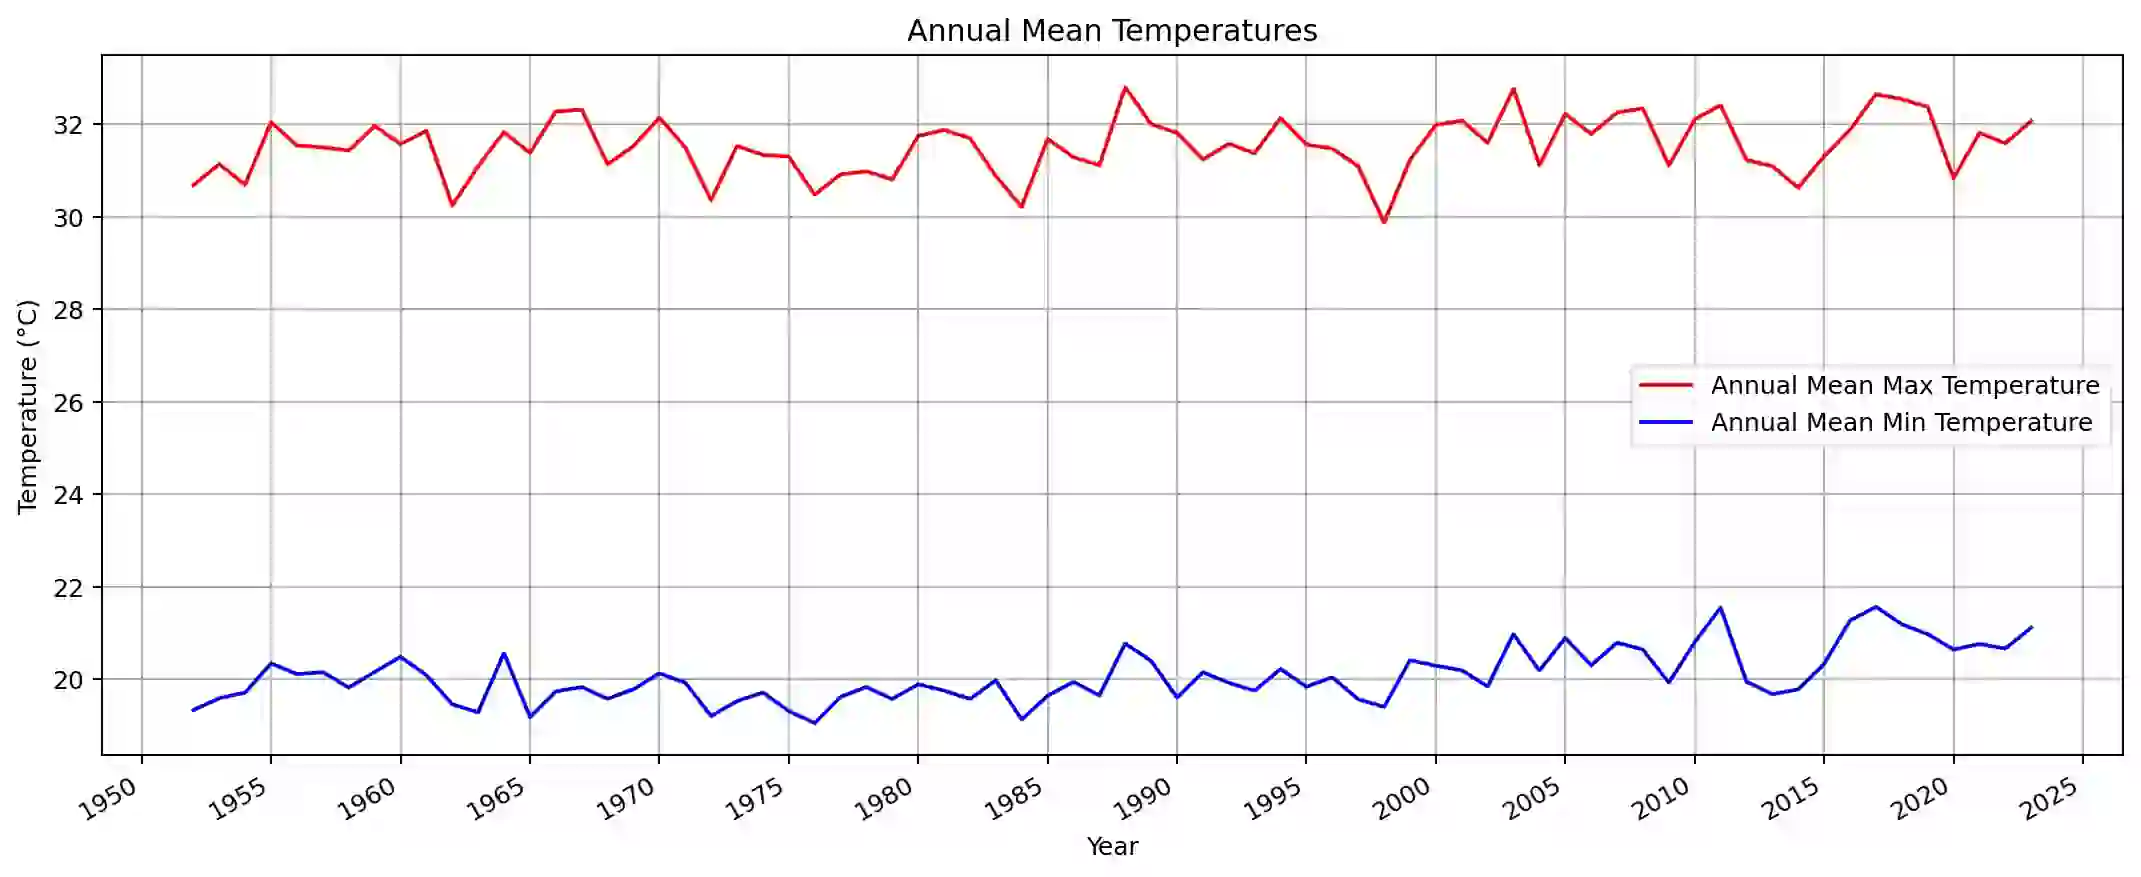 Annual Mean Temperatures
32
30
28
26
24
22
20
Temperature (°C)
Annual Mean Max Temperature
Annual Mean Min Temperature
1950 1955 1960 1965 1970 1975 1980 1985 1990 1995 2000 2005 2010 2015 2020 2025
Year